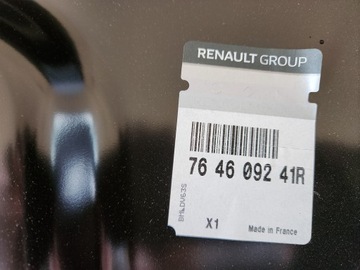 RENAULT GROUP
76 46 092 41R
X1
Made in France